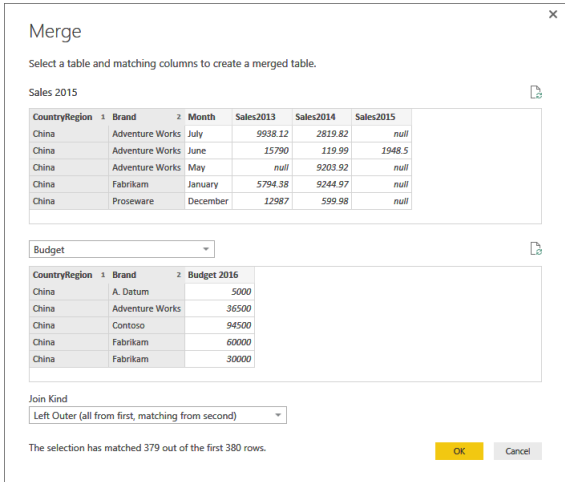 Merge
Select a table and matching columns to create a merged table.
Sales 2015
CountryRegion 1 Brand 2 Month Sales2013 Sales2014 Sales2015
China Adventure Works July 9938.12 2819.82 null
China Adventure Works June 15790 119.99 1948.5
China Adventure Works May null 9203.92 null
China Fabrikam January 5794.38 9244.97 null
China Proseware December 12987 599.98 null
Budget
CountryRegion 1 Brand 2 Budget 2016
China A. Datum 5000
China Adventure Works 36500
China Contoso 94500
China Fabrikam 60000
China Fabrikam 30000
Join Kind
Left Outer (all from first, matching from second)
The selection has matched 379 out of the first 380 rows.
OK Cancel